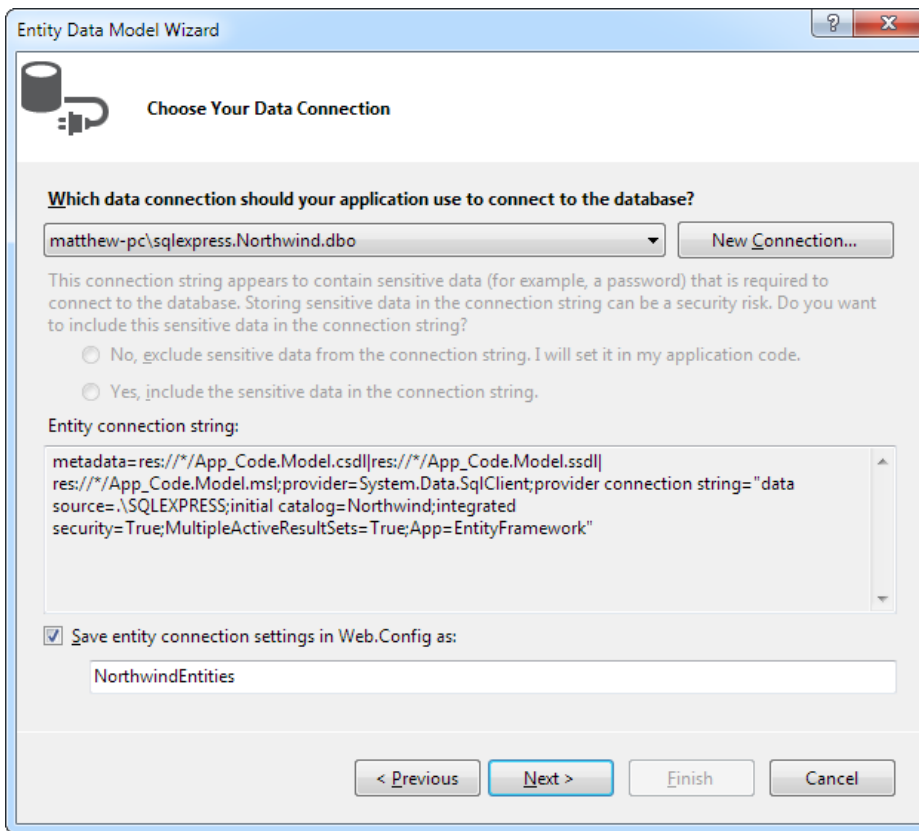 Entity Data Model Wizard
Choose Your Data Connection
Which data connection should your application use to connect to the database?
matthew-pc\sqlexpress.Northwind.dbo
New Connection...
This connection string appears to contain sensitive data (for example, a password) that is required to
connect to the database. Storing sensitive data in the connection string can be a security risk. Do you want
to include this sensitive data in the connection string?
No, exclude sensitive data from the connection string. I will set it in my application code.
Yes, include the sensitive data in the connection string.
Entity connection string:
metadata=res://*/App_Code.Model.csdl|res://*/App_Code.Model.ssdl|
res://*/App_Code.Model.msl;provider=System.Data.SqlClient;provider connection string="data
source=.\SQLEXPRESS;initial catalog=Northwind;integrated
security=True;MultipleActiveResultSets=True;App=EntityFramework"
Save entity connection settings in Web.Config as:
NorthwindEntities
< Previous
Next >
Finish
Cancel